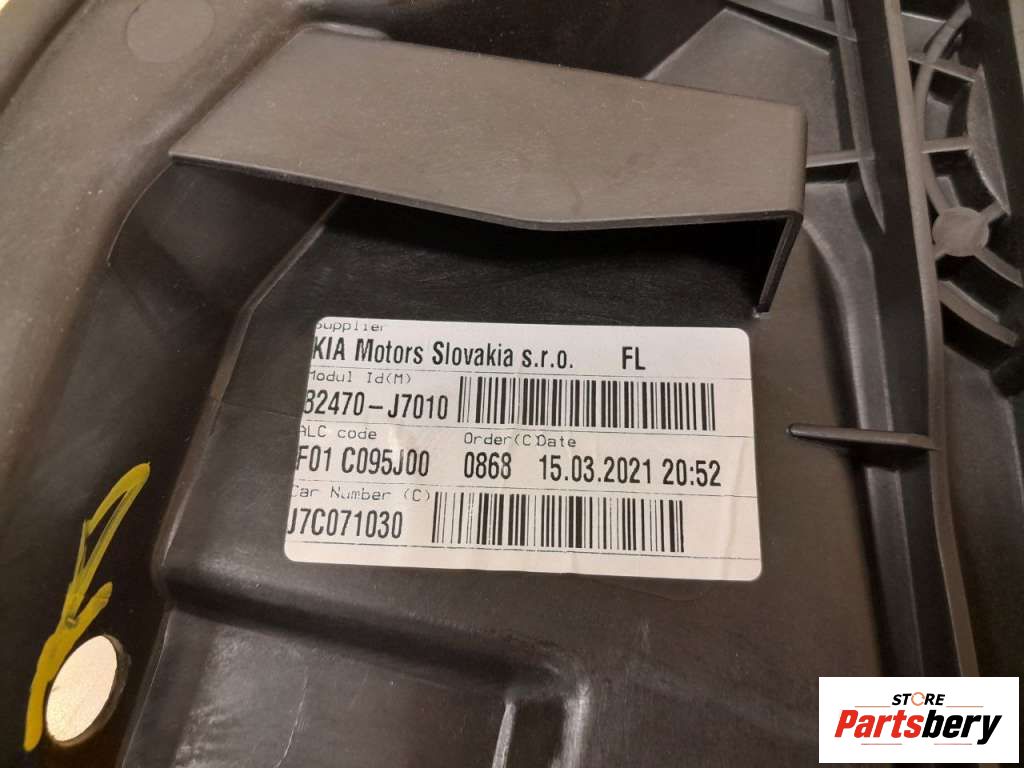 Supplier
KIA Motors Slovakia s.r.o. FL
Modul Id(M)
82470-J7010
ALC code Order(C) Date
F01 C095J00 0868 15.03.2021 20:52
Car Number (C)
J7C071030
STORE
Partsbery